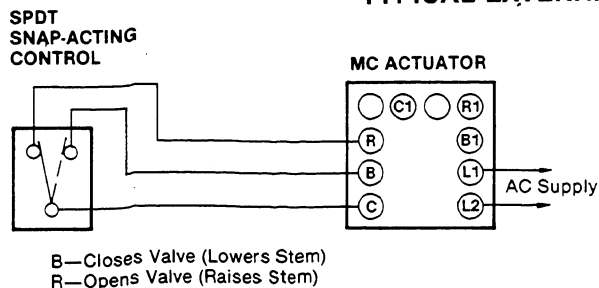 SPDT
SNAP-ACTING
CONTROL
MC ACTUATOR
C1 R1
R B1
B L1
AC Supply
C L2
B—Closes Valve (Lowers Stem)
R—Opens Valve (Raises Stem)